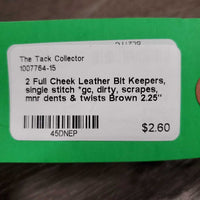 The Tack Collector
1007764-15
2 Full Cheek Leather Bit Keepers,
single stitch *gc, dirty, scrapes,
mnr dents & twists Brown 2.25"
45DNEP
$2.60